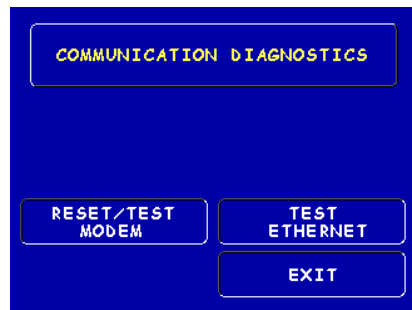 COMMUNICATION DIAGNOSTICS
RESET/TEST
MODEM
TEST
ETHERNET
EXIT